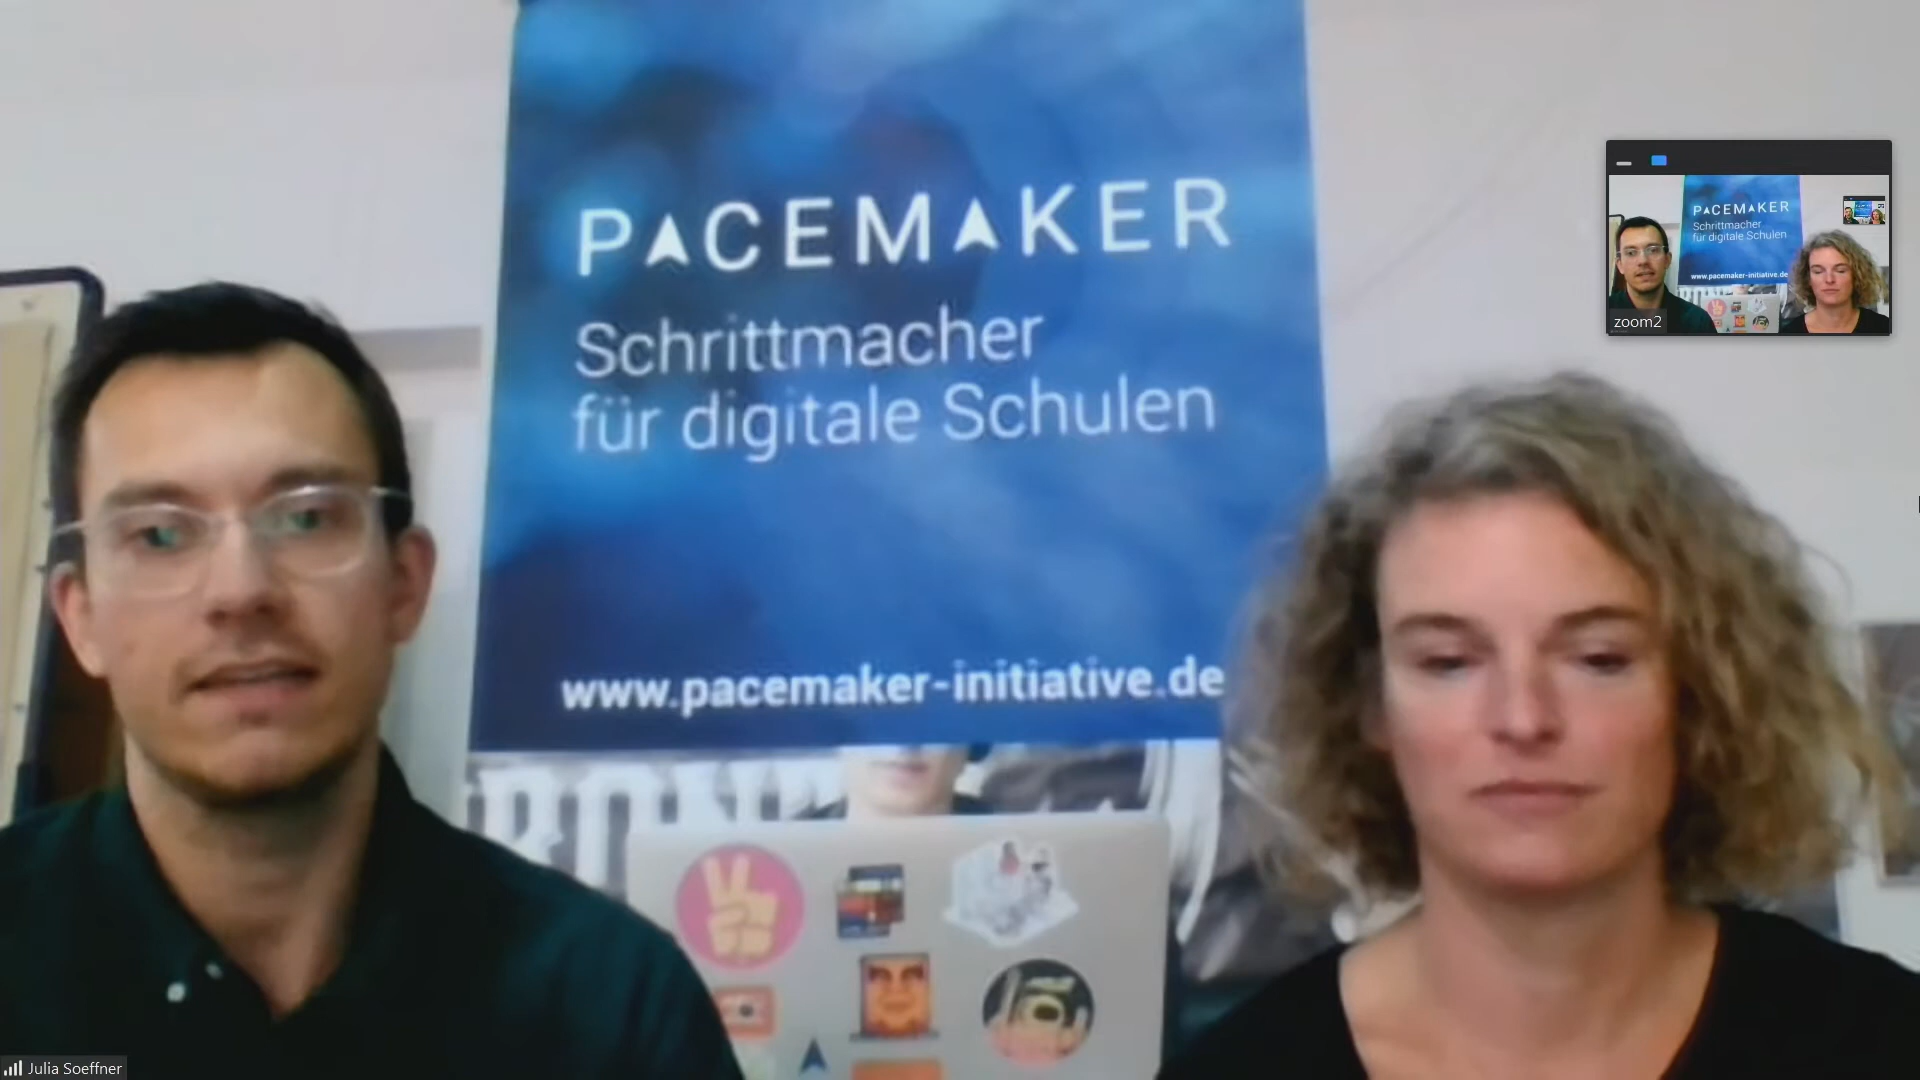 PACEMAKER
Schrittmacher
für digitale Schulen
www.pacemaker-initiative.de
PACEMAKER
Schrittmacher
für digitale Schulen
www.pacemaker-initiative.de
zoom2
Julia Soeffner